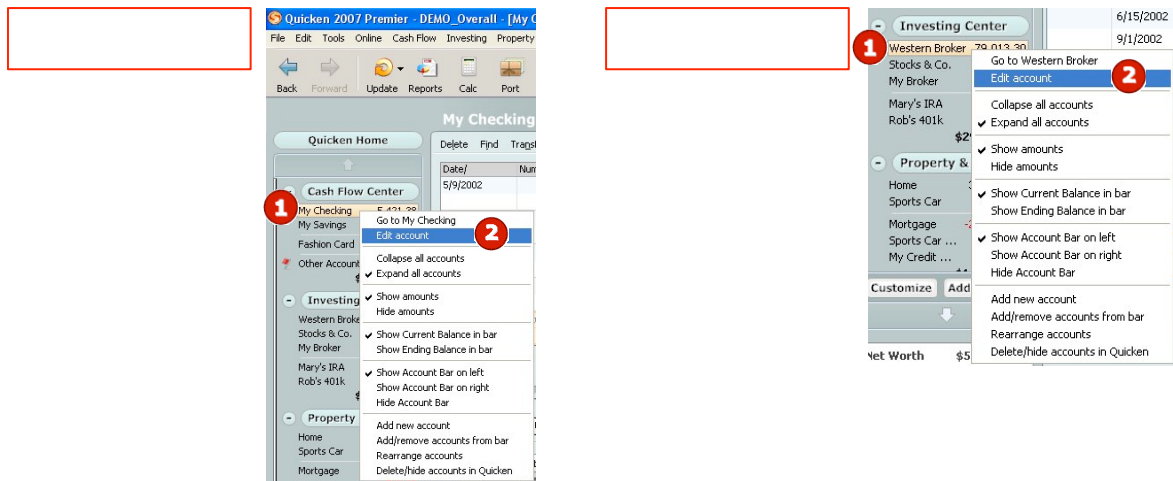 Quicken 2007 Premier - DEMO_Overall - [My C
File Edit Tools Online Cash Flow Investing Property
Back Forward Update Reports Calc Port
My Checking
Quicken Home
Delete Find Transf
Date/ Num
5/9/2002
Cash Flow Center
1
My Checking 5,421.38
My Savings
Fashion Card
Other Account
$
Go to My Checking
Edit account
2
Collapse all accounts
✔ Expand all accounts
✔ Show amounts
Hide amounts
✔ Show Current Balance in bar
Show Ending Balance in bar
✔ Show Account Bar on left
Show Account Bar on right
Hide Account Bar
Add new account
Add/remove accounts from bar
Rearrange accounts
Delete/hide accounts in Quicken
Investing
Western Broke
Stocks & Co.
My Broker
Mary's IRA
Rob's 401k
$
Property
Home
Sports Car
Mortgage
6/15/2002
9/1/2002
Investing Center
1
Western Broker 79,013.30
Stocks & Co.
My Broker
Mary's IRA
Rob's 401k
$29
Property &
Home 3
Sports Car
Mortgage -2
Sports Car ...
My Credit ...
Customize Add
Net Worth $5
Go to Western Broker
Edit account
2
Collapse all accounts
✔ Expand all accounts
✔ Show amounts
Hide amounts
✔ Show Current Balance in bar
Show Ending Balance in bar
✔ Show Account Bar on left
Show Account Bar on right
Hide Account Bar
Add new account
Add/remove accounts from bar
Rearrange accounts
Delete/hide accounts in Quicken